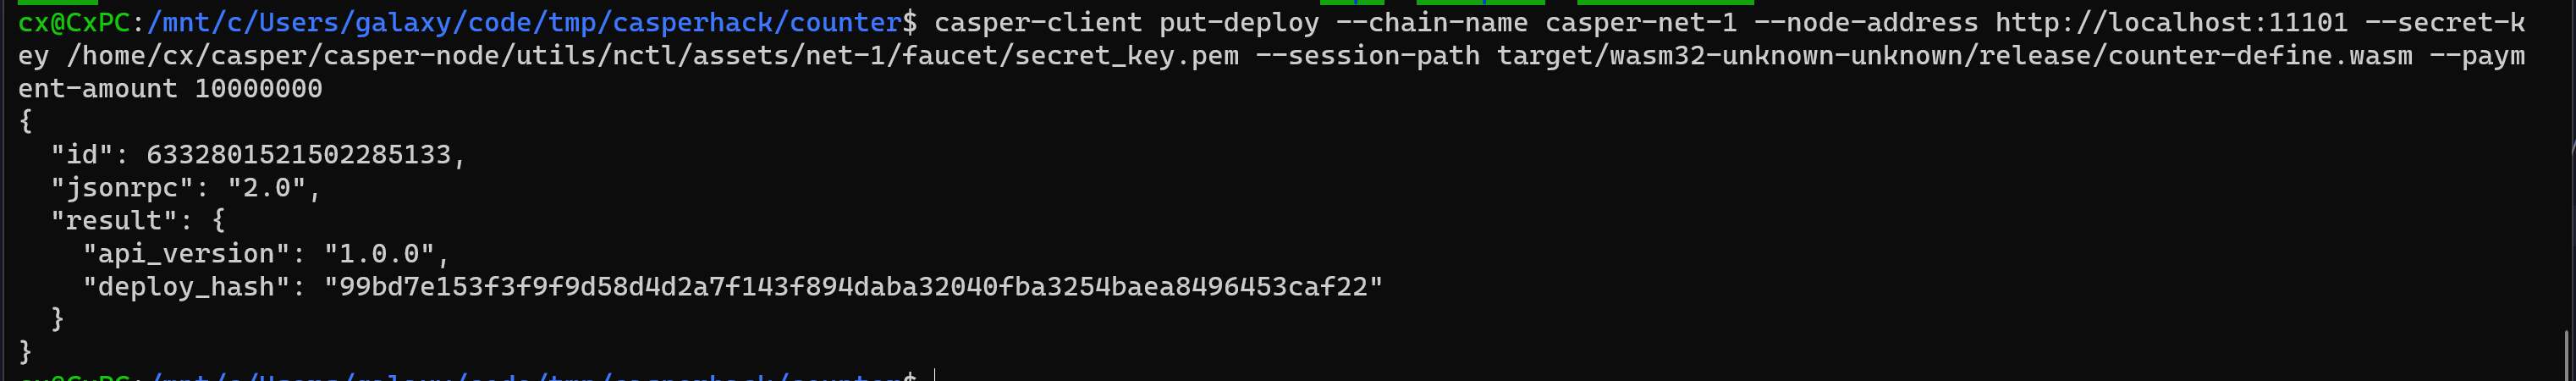 cx@CxPC:/mnt/c/Users/galaxy/code/tmp/casperhack/counter$ casper-client put-deploy --chain-name casper-net-1 --node-address http://localhost:11101 --secret-k
ey /home/cx/casper/casper-node/utils/nctl/assets/net-1/faucet/secret_key.pem --session-path target/wasm32-unknown-unknown/release/counter-define.wasm --paym
ent-amount 10000000
{
  "id": 6332801521502285133,
  "jsonrpc": "2.0",
  "result": {
    "api_version": "1.0.0",
    "deploy_hash": "99bd7e153f3f9f9d58d4d2a7f143f894daba32040fba3254baea8496453caf22"
  }
}
cx@CxPC:/mnt/c/Users/galaxy/code/tmp/casperhack/counter$